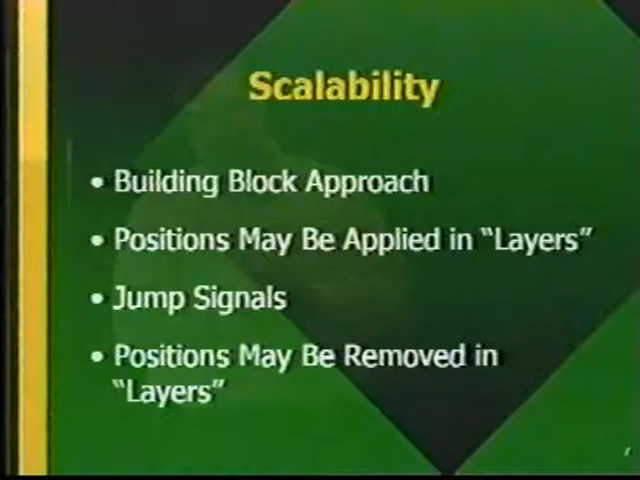 Scalability
• Building Block Approach
• Positions May Be Applied in “Layers”
• Jump Signals
• Positions May Be Removed in
“Layers”